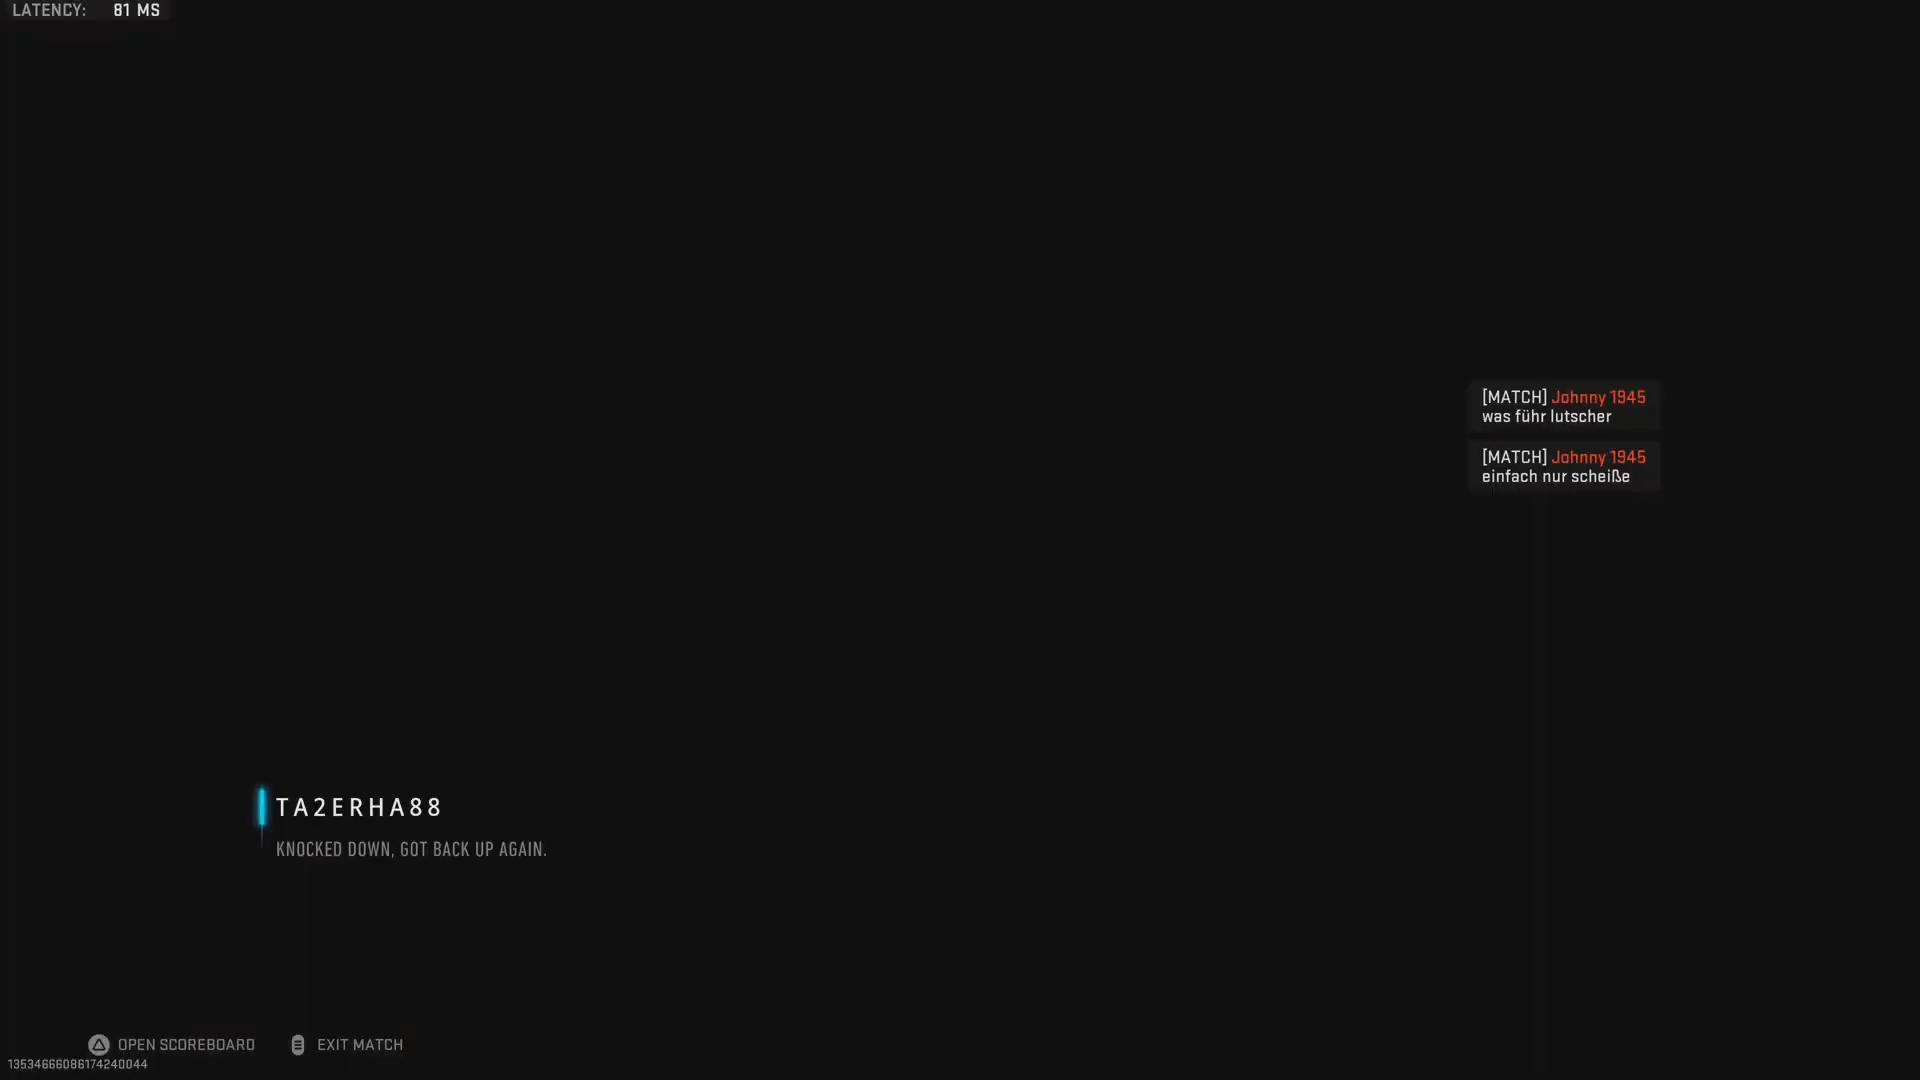 LATENCY: 81 MS
[MATCH] Johnny 1945
was führ lutscher
[MATCH] Johnny 1945
einfach nur scheiße
TA2ERHA88
KNOCKED DOWN, GOT BACK UP AGAIN.
OPEN SCOREBOARD EXIT MATCH
13534666086174240044